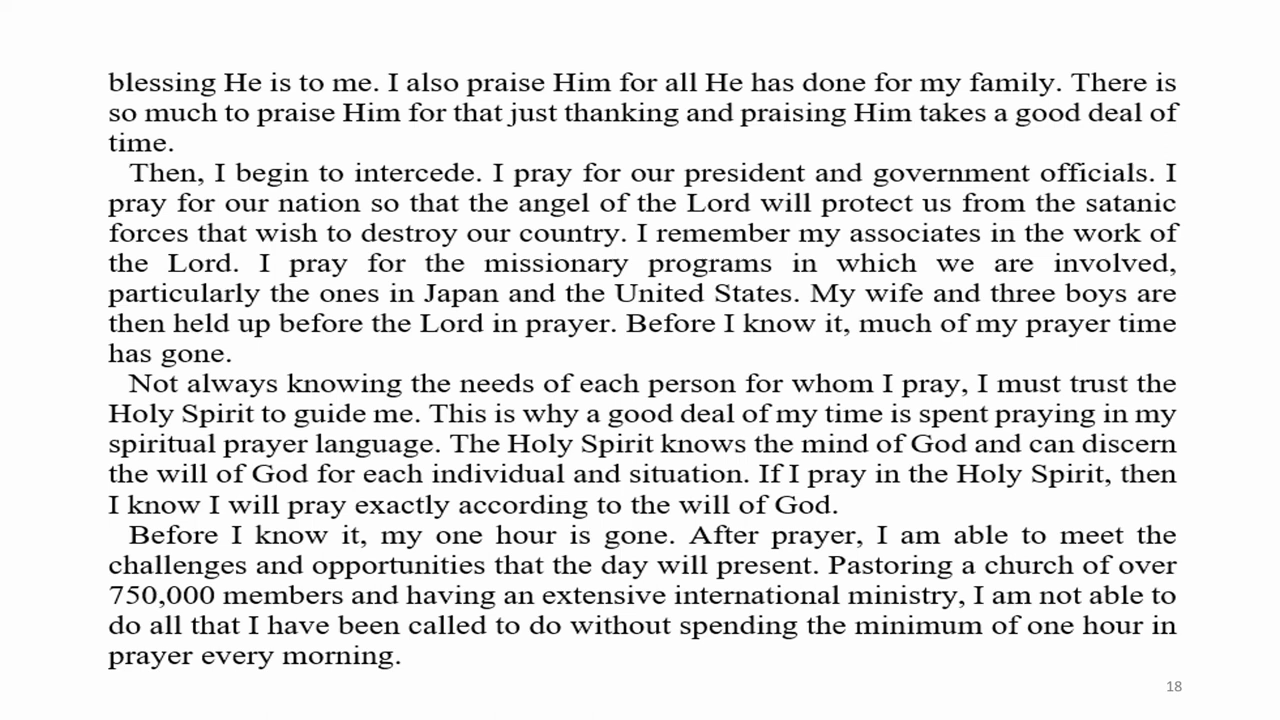 blessing He is to me. I also praise Him for all He has done for my family. There is
so much to praise Him for that just thanking and praising Him takes a good deal of
time.
Then, I begin to intercede. I pray for our president and government officials. I
pray for our nation so that the angel of the Lord will protect us from the satanic
forces that wish to destroy our country. I remember my associates in the work of
the Lord. I pray for the missionary programs in which we are involved,
particularly the ones in Japan and the United States. My wife and three boys are
then held up before the Lord in prayer. Before I know it, much of my prayer time
has gone.
Not always knowing the needs of each person for whom I pray, I must trust the
Holy Spirit to guide me. This is why a good deal of my time is spent praying in my
spiritual prayer language. The Holy Spirit knows the mind of God and can discern
the will of God for each individual and situation. If I pray in the Holy Spirit, then
I know I will pray exactly according to the will of God.
Before I know it, my one hour is gone. After prayer, I am able to meet the
challenges and opportunities that the day will present. Pastoring a church of over
750,000 members and having an extensive international ministry, I am not able to
do all that I have been called to do without spending the minimum of one hour in
prayer every morning.
18